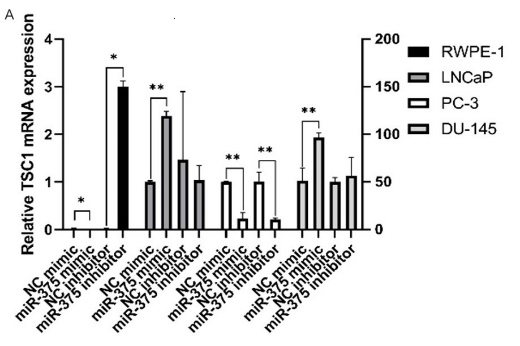 A
Relative TSC1 mRNA expression
4
3
2
1
0
200
150
100
50
0
*
*
**
**
**
**
RWPE-1
LNCaP
PC-3
DU-145
NC mimic
miR-375 mimic
NC inhibitor
miR-375 inhibitor
NC mimic
miR-375 mimic
NC inhibitor
miR-375 inhibitor
NC mimic
miR-375 mimic
NC inhibitor
miR-375 inhibitor
NC mimic
miR-375 mimic
NC inhibitor
miR-375 inhibitor